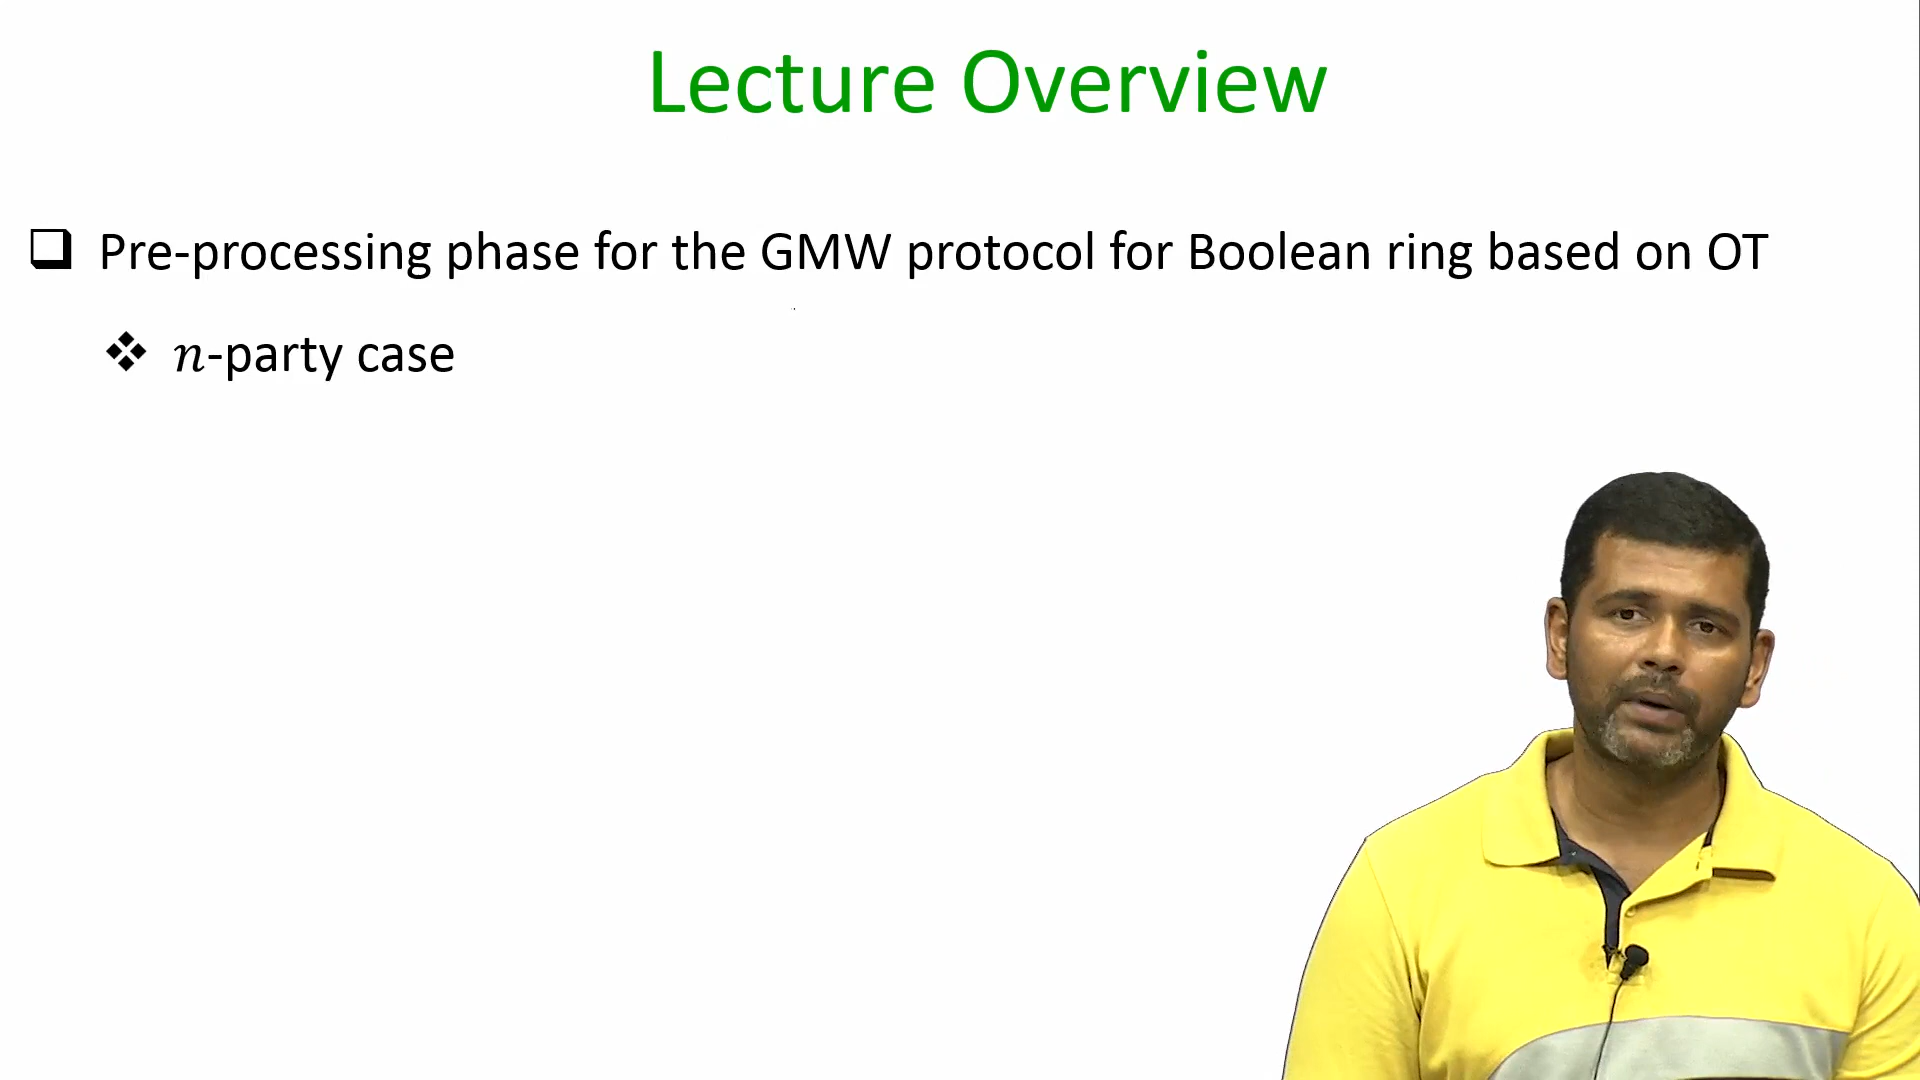 Lecture Overview
❑ Pre-processing phase for the GMW protocol for Boolean ring based on OT
❖ n-party case